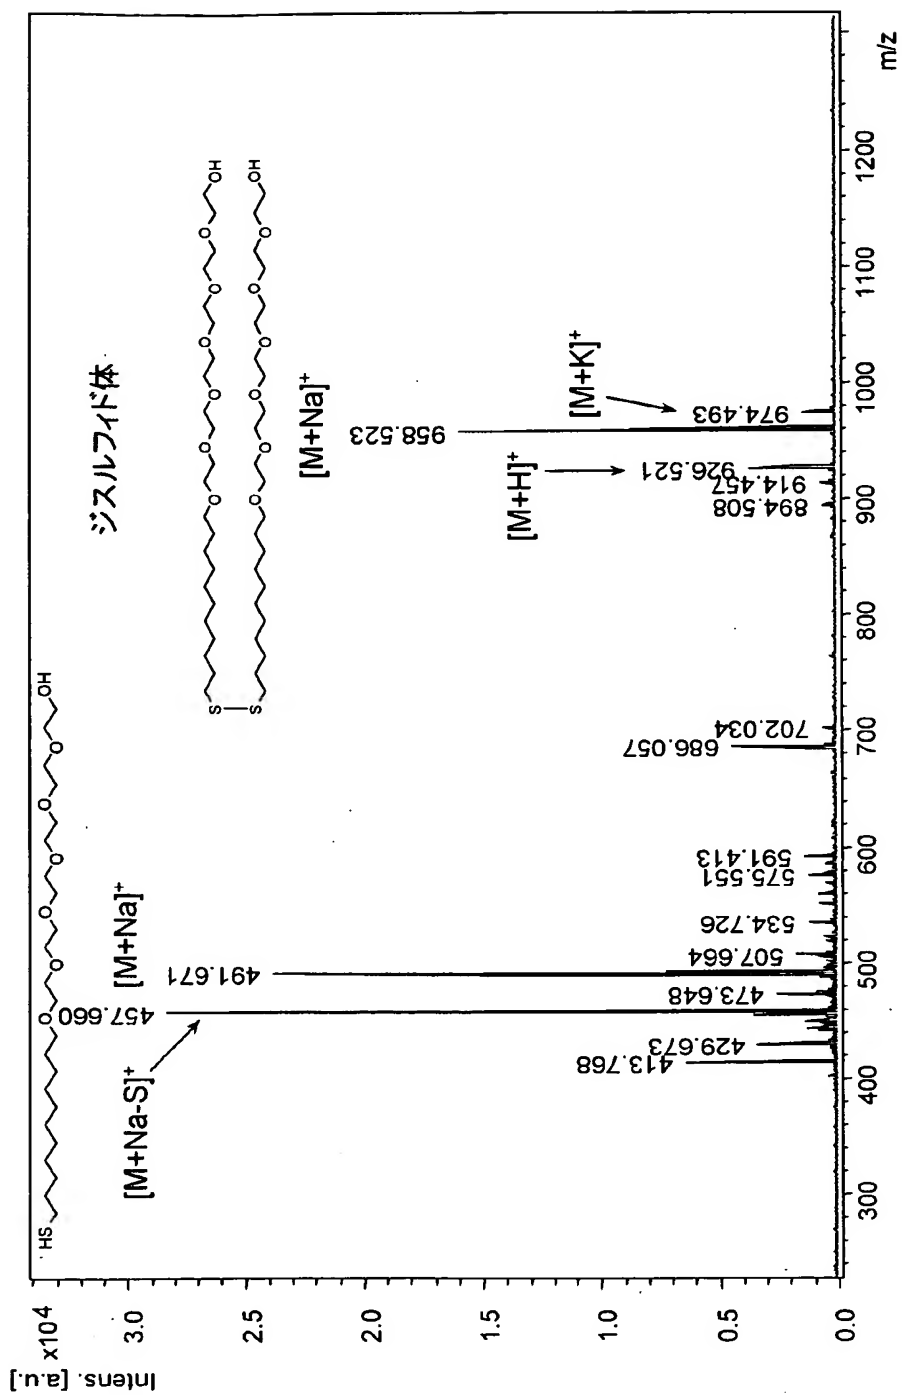 Intens. [a.u.]
x10⁴
3.0
2.5
2.0
1.5
1.0
0.5
0.0
HS
O
O
O
O
O
O
OH
ジスルフィド体
S
O
O
O
O
O
O
OH
S
O
O
O
O
O
O
OH
[M+Na-S]⁺
[M+Na]⁺
[M+Na]⁺
[M+H]⁺
[M+K]⁺
413.768
429.673
457.660
473.648
491.671
507.664
534.726
575.551
591.413
686.057
702.034
894.508
914.457
926.521
958.523
974.493
300
400
500
600
700
800
900
1000
1100
1200
m/z